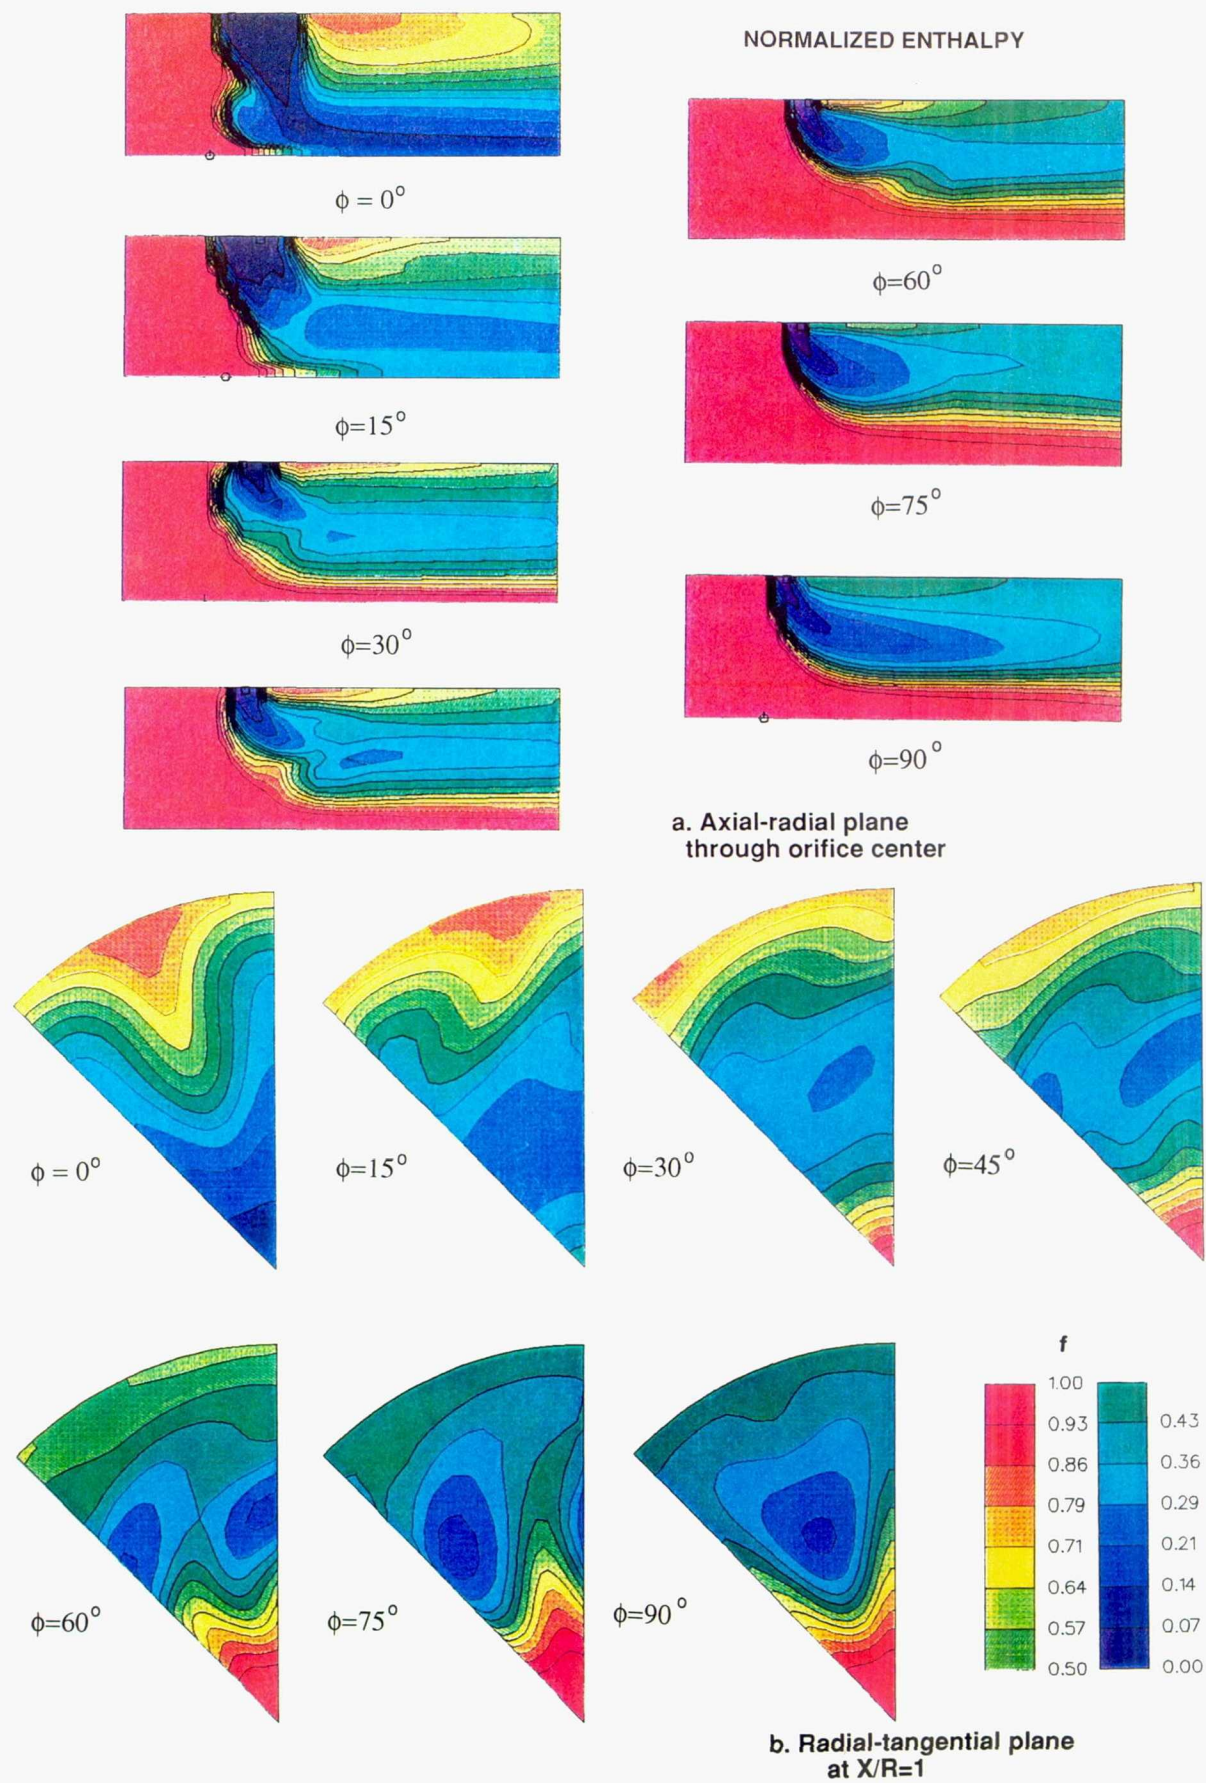 NORMALIZED ENTHALPY
ϕ = 0°
ϕ=15°
ϕ=30°
ϕ=60°
ϕ=75°
ϕ=90°
a. Axial-radial plane
through orifice center
ϕ = 0°
ϕ=15°
ϕ=30°
ϕ=45°
ϕ=60°
ϕ=75°
ϕ=90°
f
1.00
0.93
0.86
0.79
0.71
0.64
0.57
0.50
0.43
0.36
0.29
0.21
0.14
0.07
0.00
b. Radial-tangential plane
at X/R=1